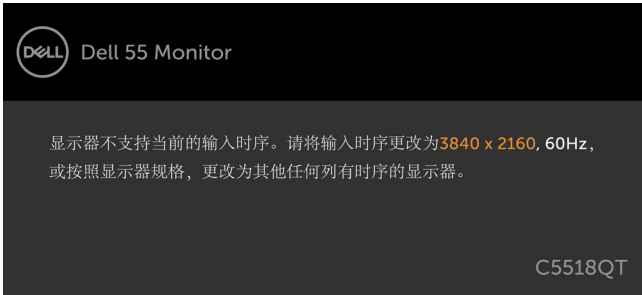 DELL
Dell 55 Monitor
显示器不支持当前的输入时序。请将输入时序更改为3840 x 2160, 60Hz，
或按照显示器规格，更改为其他任何列有时序的显示器。
C5518QT